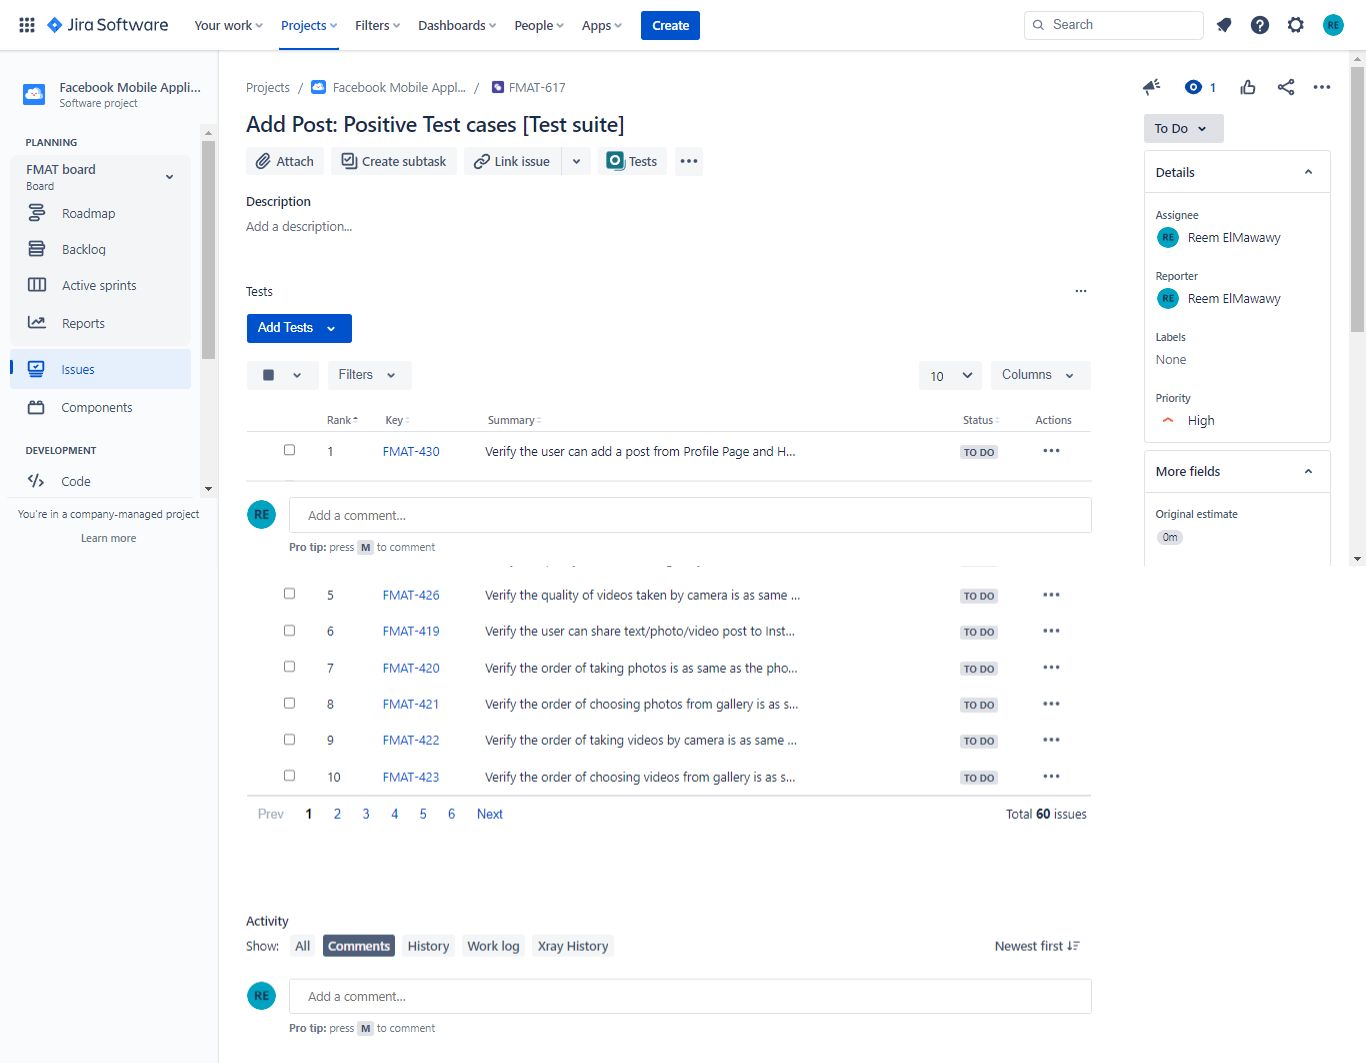 Jira Software Your work Projects Filters Dashboards People Apps Create Search RE
Facebook Mobile Appli...
Software project
PLANNING
FMAT board
Board
Roadmap
Backlog
Active sprints
Reports
Issues
Components
DEVELOPMENT
Code
You're in a company-managed project
Learn more
Projects / Facebook Mobile Appl... / FMAT-617
1
Add Post: Positive Test cases [Test suite]
Attach Create subtask Link issue Tests
Description
Add a description...
Tests
Add Tests
Filters 10 Columns
Rank Key Summary Status Actions
1 FMAT-430 Verify the user can add a post from Profile Page and H... TO DO
RE Add a comment...
Pro tip: press M to comment
5 FMAT-426 Verify the quality of videos taken by camera is as same ... TO DO
6 FMAT-419 Verify the user can share text/photo/video post to Inst... TO DO
7 FMAT-420 Verify the order of taking photos is as same as the pho... TO DO
8 FMAT-421 Verify the order of choosing photos from gallery is as s... TO DO
9 FMAT-422 Verify the order of taking videos by camera is as same ... TO DO
10 FMAT-423 Verify the order of choosing videos from gallery is as s... TO DO
Prev 1 2 3 4 5 6 Next Total 60 issues
Activity
Show: All Comments History Work log Xray History Newest first
RE Add a comment...
Pro tip: press M to comment
To Do
Details
Assignee
RE Reem ElMawawy
Reporter
RE Reem ElMawawy
Labels
None
Priority
High
More fields
Original estimate
0m